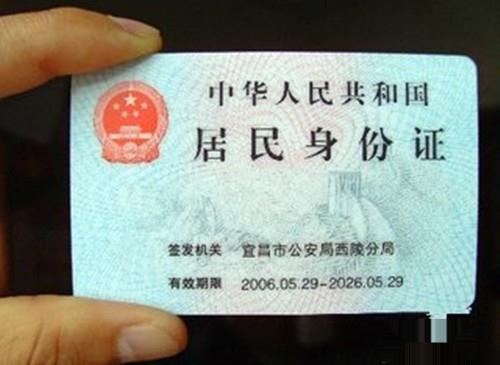 中华人民共和国
居民身份证
签发机关 宜昌市公安局西陵分局
有效期限 2006.05.29-2026.05.29